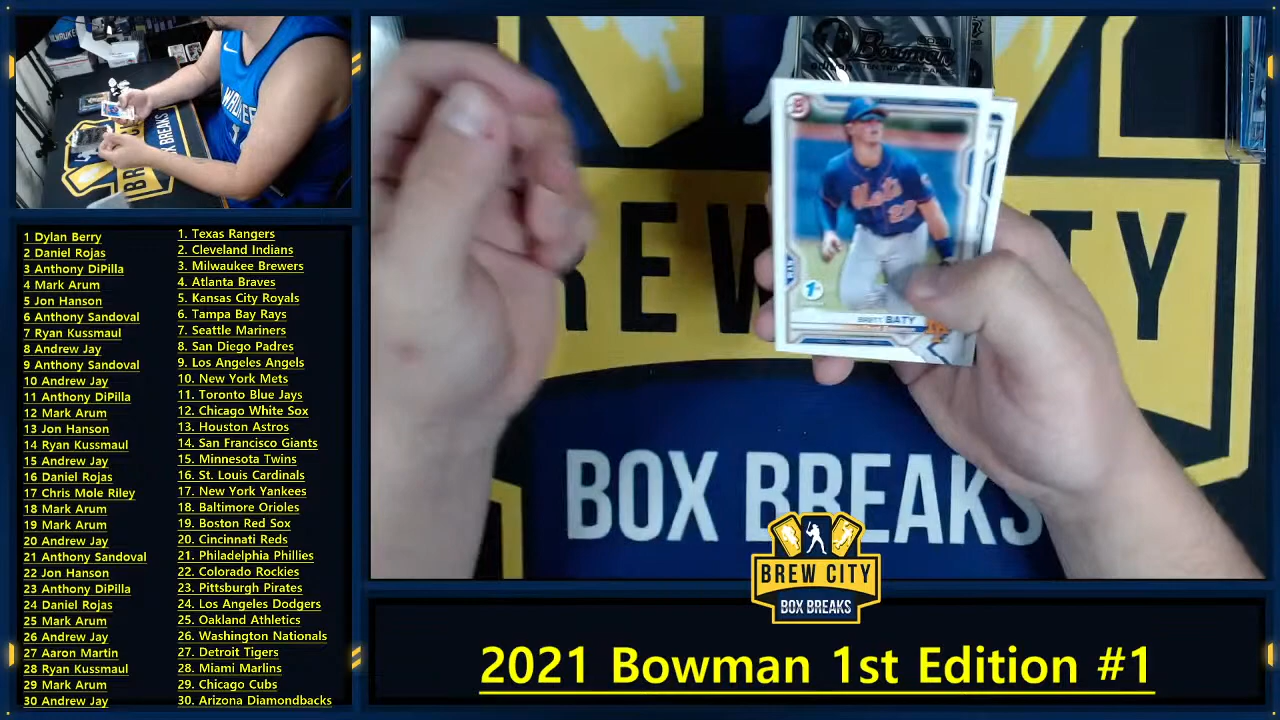 1 Dylan Berry
2 Daniel Rojas
3 Anthony DiPilla
4 Mark Arum
5 Jon Hanson
6 Anthony Sandoval
7 Ryan Kussmaul
8 Andrew Jay
9 Anthony Sandoval
10 Andrew Jay
11 Anthony DiPilla
12 Mark Arum
13 Jon Hanson
14 Ryan Kussmaul
15 Andrew Jay
16 Daniel Rojas
17 Chris Mole Riley
18 Mark Arum
19 Mark Arum
20 Andrew Jay
21 Anthony Sandoval
22 Jon Hanson
23 Anthony DiPilla
24 Daniel Rojas
25 Mark Arum
26 Andrew Jay
27 Aaron Martin
28 Ryan Kussmaul
29 Mark Arum
30 Andrew Jay
1. Texas Rangers
2. Cleveland Indians
3. Milwaukee Brewers
4. Atlanta Braves
5. Kansas City Royals
6. Tampa Bay Rays
7. Seattle Mariners
8. San Diego Padres
9. Los Angeles Angels
10. New York Mets
11. Toronto Blue Jays
12. Chicago White Sox
13. Houston Astros
14. San Francisco Giants
15. Minnesota Twins
16. St. Louis Cardinals
17. New York Yankees
18. Baltimore Orioles
19. Boston Red Sox
20. Cincinnati Reds
21. Philadelphia Phillies
22. Colorado Rockies
23. Pittsburgh Pirates
24. Los Angeles Dodgers
25. Oakland Athletics
26. Washington Nationals
27. Detroit Tigers
28. Miami Marlins
29. Chicago Cubs
30. Arizona Diamondbacks
Bowman
Mets
1st
BRETT BATY
REW TY
BOX BREAKS
BREW CITY
BOX BREAKS
2021 Bowman 1st Edition #1